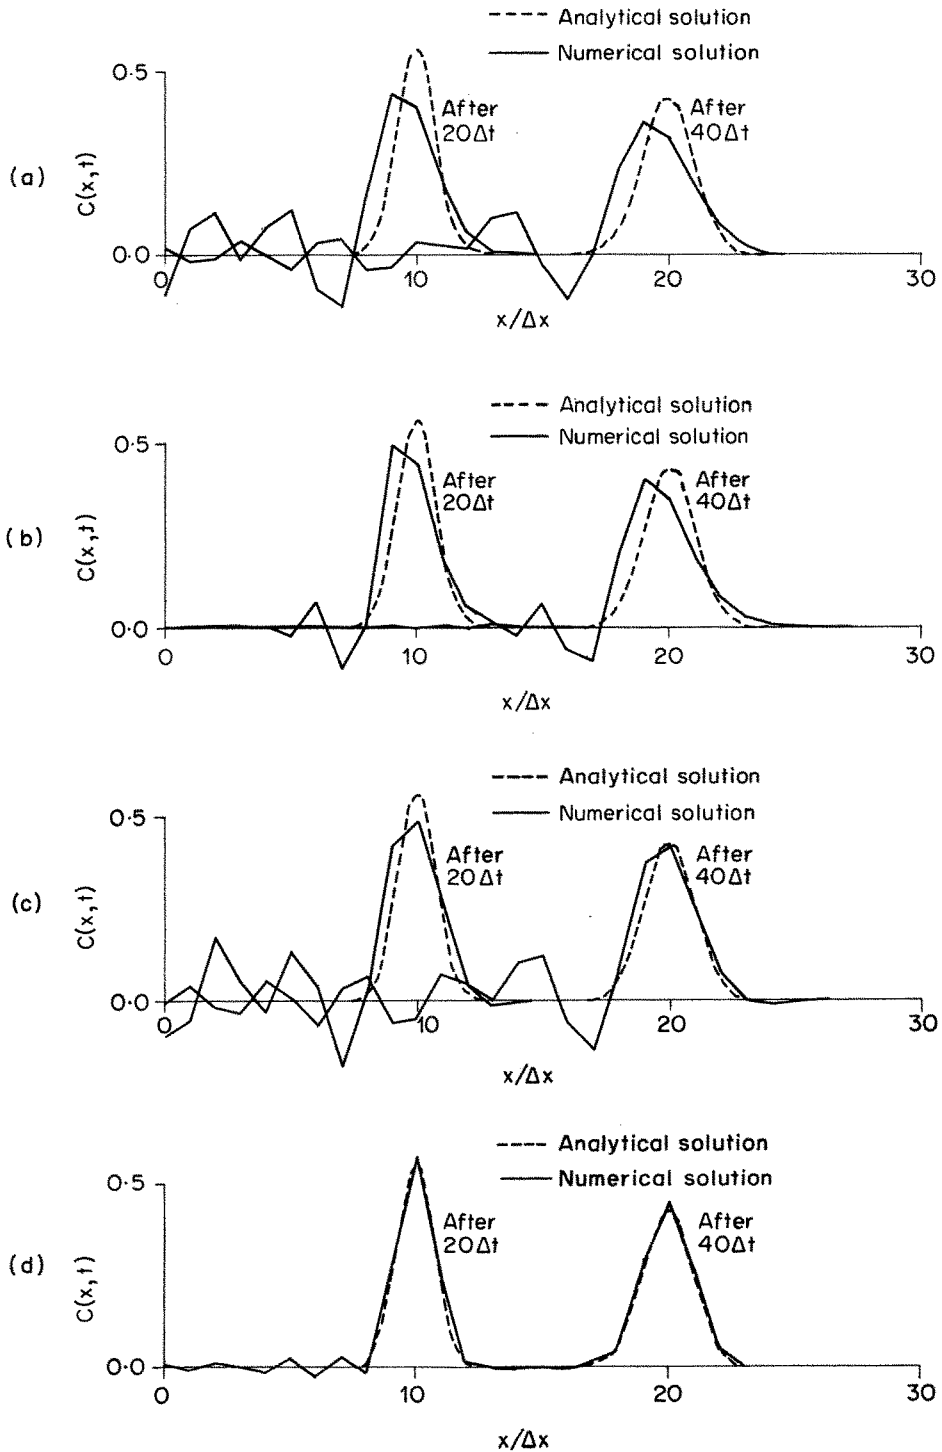 ---- Analytical solution
—— Numerical solution
0·5
After
20Δt
After
40Δt
(a)
C(x,t)
0·0
0
10
20
30
x/Δx
---- Analytical solution
—— Numerical solution
0·5
After
20Δt
After
40Δt
(b)
C(x,t)
0·0
0
10
20
30
x/Δx
---- Analytical solution
—— Numerical solution
0·5
After
20Δt
After
40Δt
(c)
C(x,t)
0·0
0
10
20
30
x/Δx
---- Analytical solution
—— Numerical solution
0·5
After
20Δt
After
40Δt
(d)
C(x,t)
0·0
0
10
20
30
x/Δx